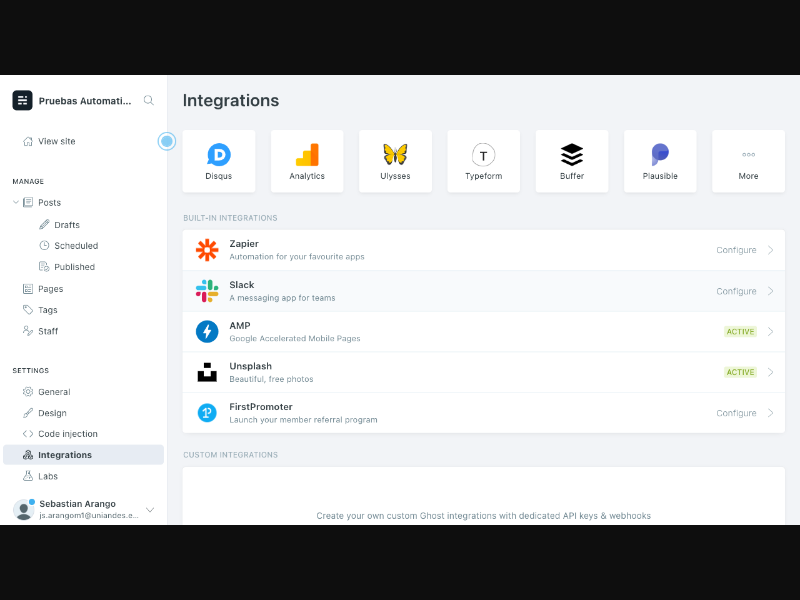 Pruebas Automati...
View site
MANAGE
Posts
Drafts
Scheduled
Published
Pages
Tags
Staff
SETTINGS
General
Design
Code injection
Integrations
Labs
Sebastian Arango
js.arangom1@uniandes.e...
Integrations
Disqus
Analytics
Ulysses
T
Typeform
Buffer
Plausible
More
BUILT-IN INTEGRATIONS
Zapier
Automation for your favourite apps
Configure
Slack
A messaging app for teams
Configure
AMP
Google Accelerated Mobile Pages
ACTIVE
Unsplash
Beautiful, free photos
ACTIVE
FirstPromoter
Launch your member referral program
Configure
CUSTOM INTEGRATIONS
Create your own custom Ghost integrations with dedicated API keys & webhooks